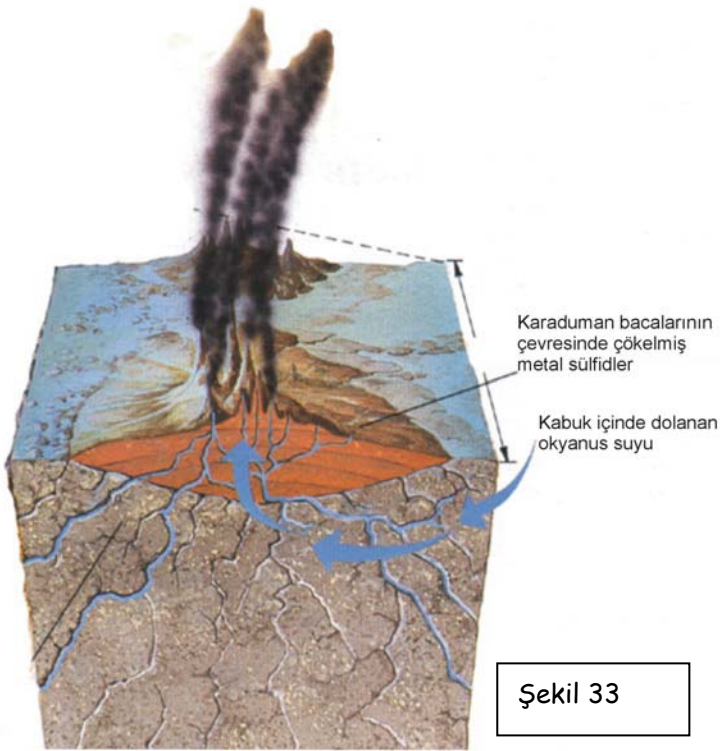 Karaduman bacalarının
çevresinde çökelmiş
metal sülfidler
Kabuk içinde dolanan
okyanus suyu
Şekil 33